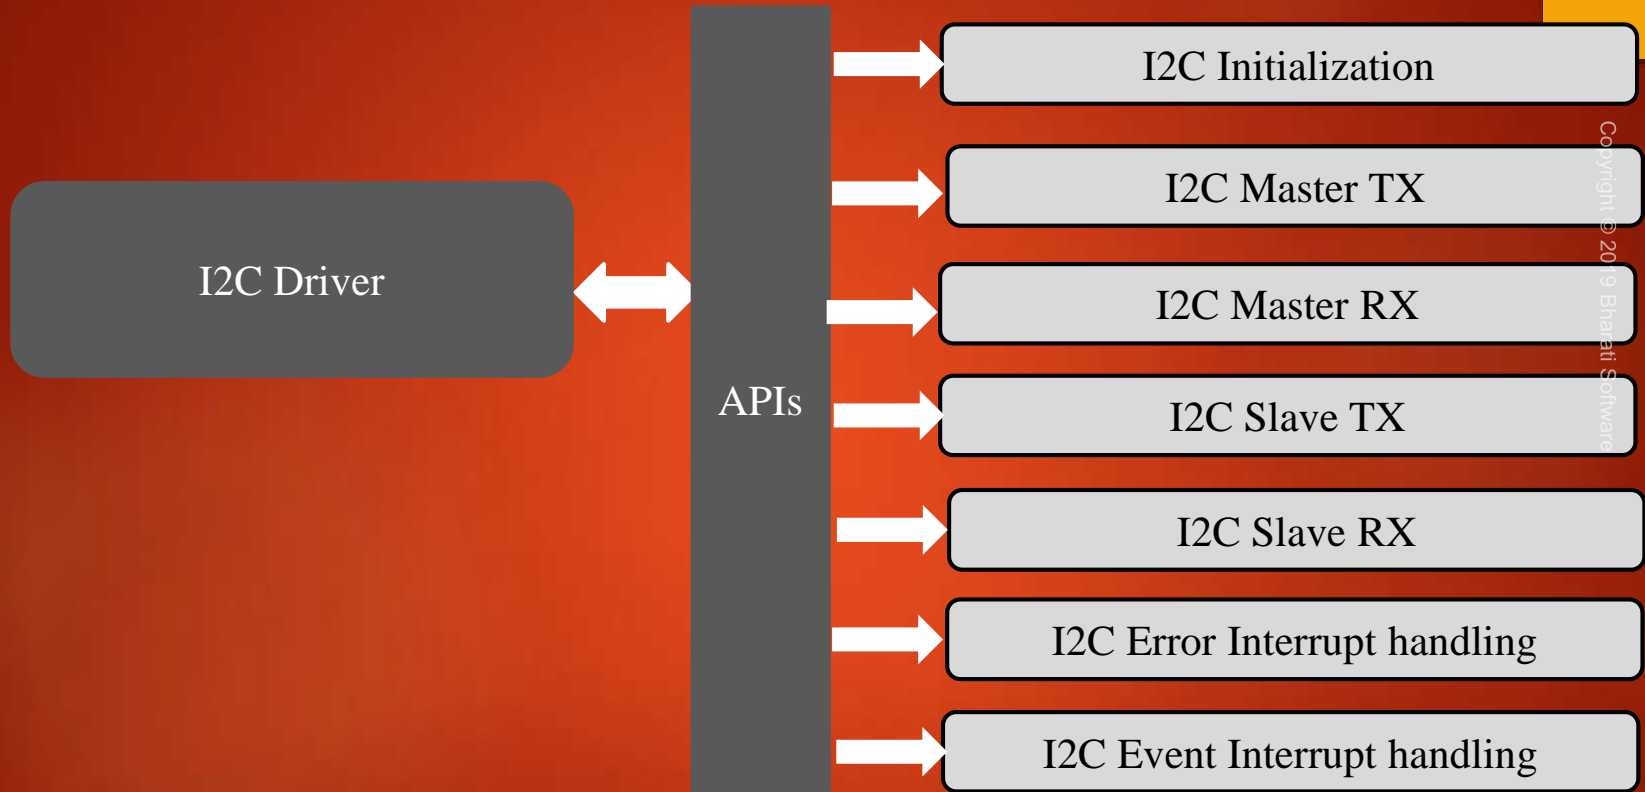 I2C Driver
APIs
I2C Initialization
I2C Master TX
I2C Master RX
I2C Slave TX
I2C Slave RX
I2C Error Interrupt handling
I2C Event Interrupt handling
Copyright © 2019 Bharati Software